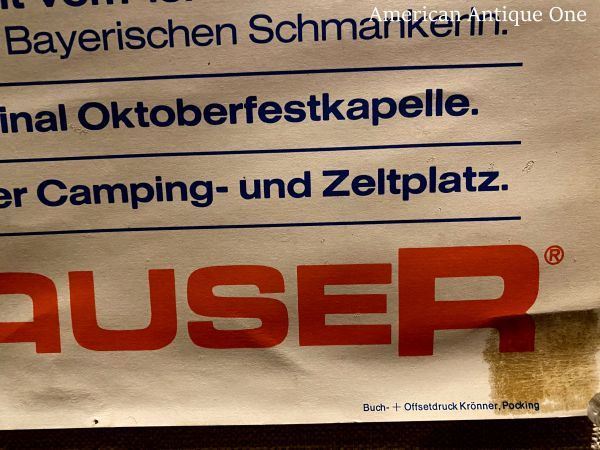 American Antique One
Bayerischen Schmankerln.
inal Oktoberfestkapelle.
er Camping- und Zeltplatz.
AUSER®
Buch- + Offsetdruck Krönner, Pocking